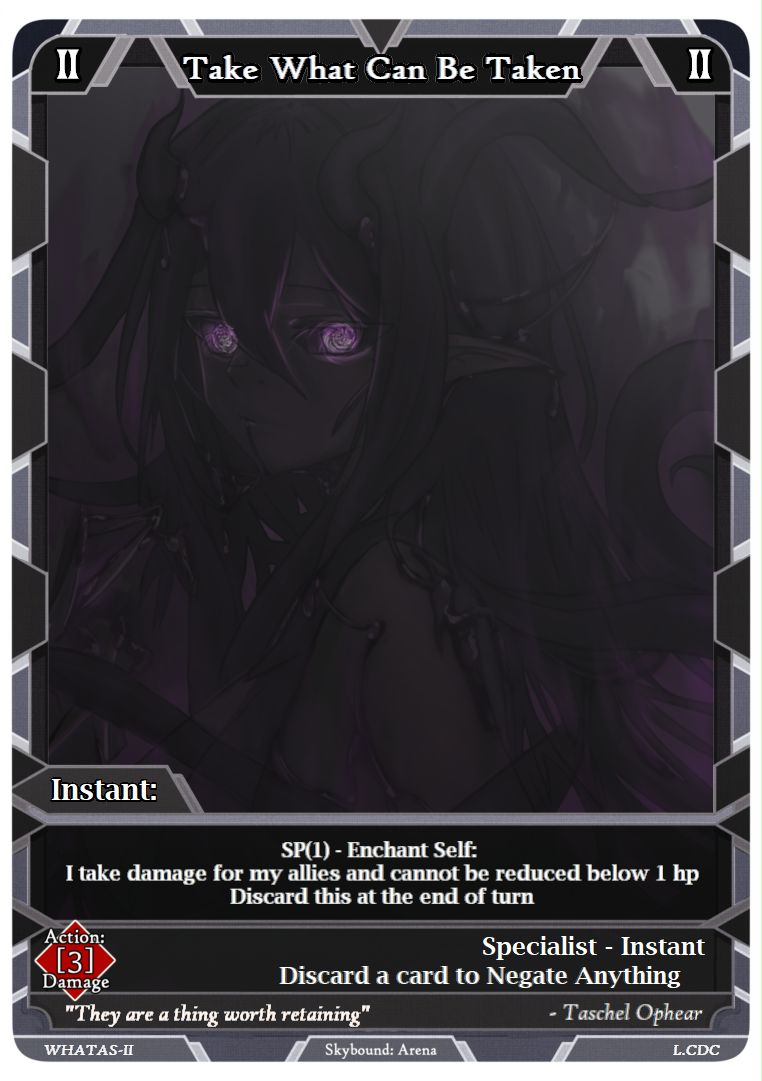 II Take What Can Be Taken II
Instant:
SP(1) - Enchant Self:
I take damage for my allies and cannot be reduced below 1 hp
Discard this at the end of turn
Action:
[3]
Damage
Specialist - Instant
Discard a card to Negate Anything
"They are a thing worth retaining" - Taschel Ophear
WHATAS-II Skybound: Arena L.CDC